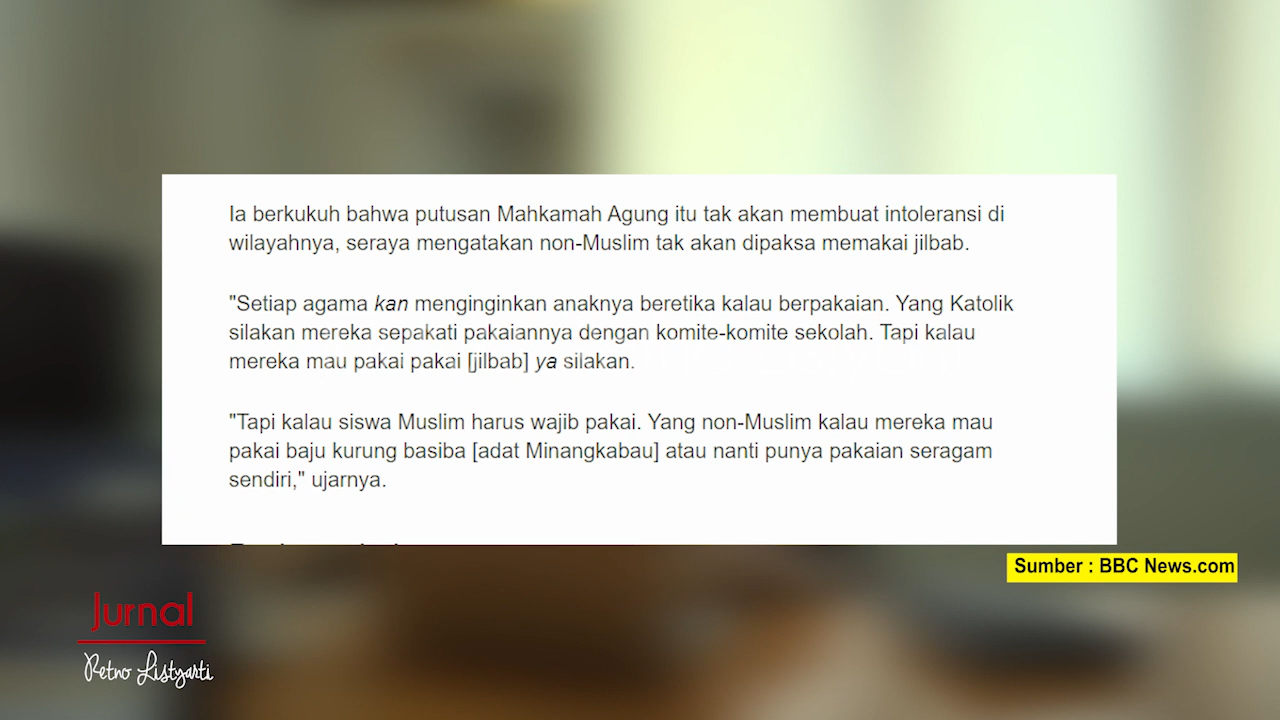 Ia berkukuh bahwa putusan Mahkamah Agung itu tak akan membuat intoleransi di
wilayahnya, seraya mengatakan non-Muslim tak akan dipaksa memakai jilbab.
"Setiap agama kan menginginkan anaknya beretika kalau berpakaian. Yang Katolik
silakan mereka sepakati pakaiannya dengan komite-komite sekolah. Tapi kalau
mereka mau pakai pakai [jilbab] ya silakan.
"Tapi kalau siswa Muslim harus wajib pakai. Yang non-Muslim kalau mereka mau
pakai baju kurung basiba [adat Minangkabau] atau nanti punya pakaian seragam
sendiri," ujarnya.
Sumber : BBC News.com
Jurnal
Retno Listyarti